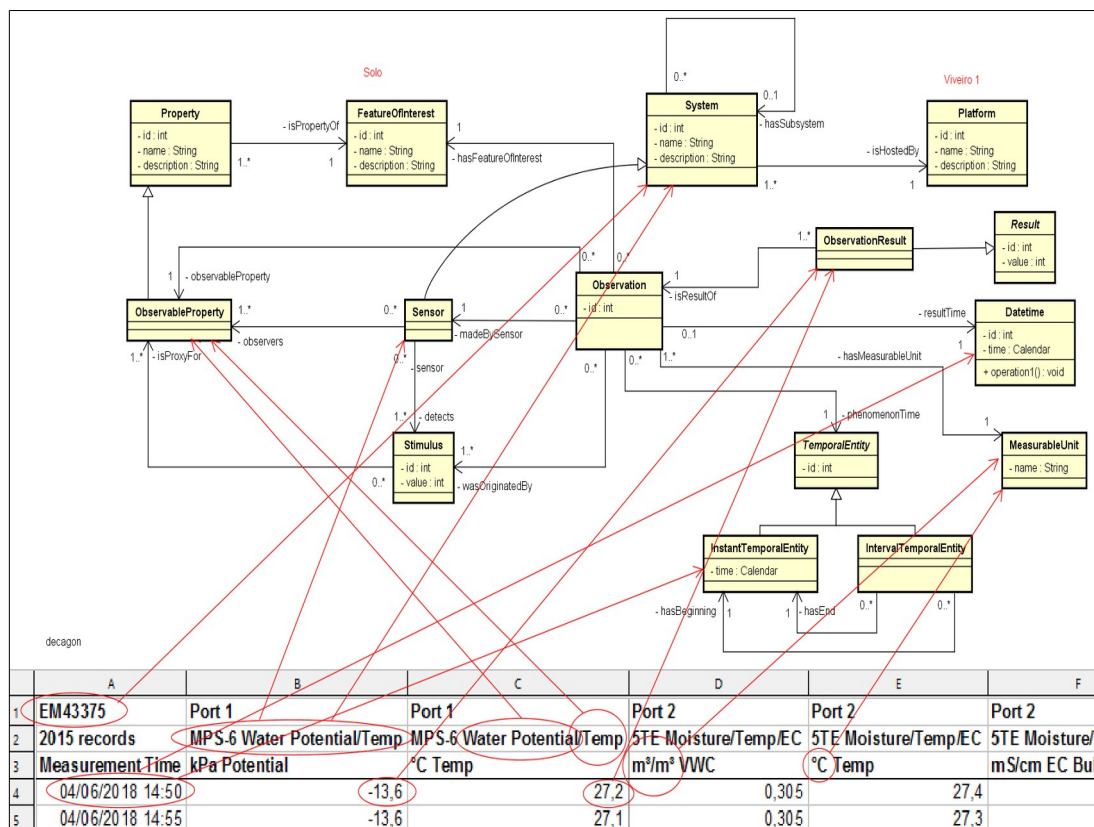 Solo
Viveiro 1
0..*
0..1
- hasSubsystem
System
- id : int
- name : String
- description : String
Property
- id : int
- name : String
- description : String
- isPropertyOf
1..*
1
FeatureOfInterest
- id : int
- name : String
- description : String
1
- hasFeatureOfInterest
- isHostedBy
1..*
1
Platform
- id : int
- name : String
- description : String
Result
- id : int
- value : int
1..*
ObservationResult
0..*
0..*
1
- isResultOf
1
- observableProperty
Observation
- id : int
ObservableProperty
1..*
- observers
0..*
Sensor
1
- madeBySensor
0..*
0..1
- resultTime
1
Datetime
- id : int
- time : Calendar
+ operation1() : void
1..*
- isProxyFor
0..*
- sensor
0..*
0..*
1..*
- hasMeasurableUnit
1..*
- detects
1
- phenomenonTime
1
Stimulus
- id : int
- value : int
0..*
1..*
- wasOriginatedBy
TemporalEntity
- id : int
MeasurableUnit
- name : String
InstantTemporalEntity
- time : Calendar
IntervalTemporalEntity
- hasBeginning
1
1
- hasEnd
0..*
0..*
decagon
A B C D E F
1 EM43375 Port 1 Port 1 Port 2 Port 2 Port 2
2 2015 records MPS-6 Water Potential/Temp MPS-6 Water Potential/Temp 5TE Moisture/Temp/EC 5TE Moisture/Temp/EC 5TE Moisture/
3 Measurement Time kPa Potential °C Temp m³/m³ VWC °C Temp mS/cm EC Bu
4 04/06/2018 14:50 -13,6 27,2 0,305 27,4
5 04/06/2018 14:55 -13,6 27,1 0,305 27,3